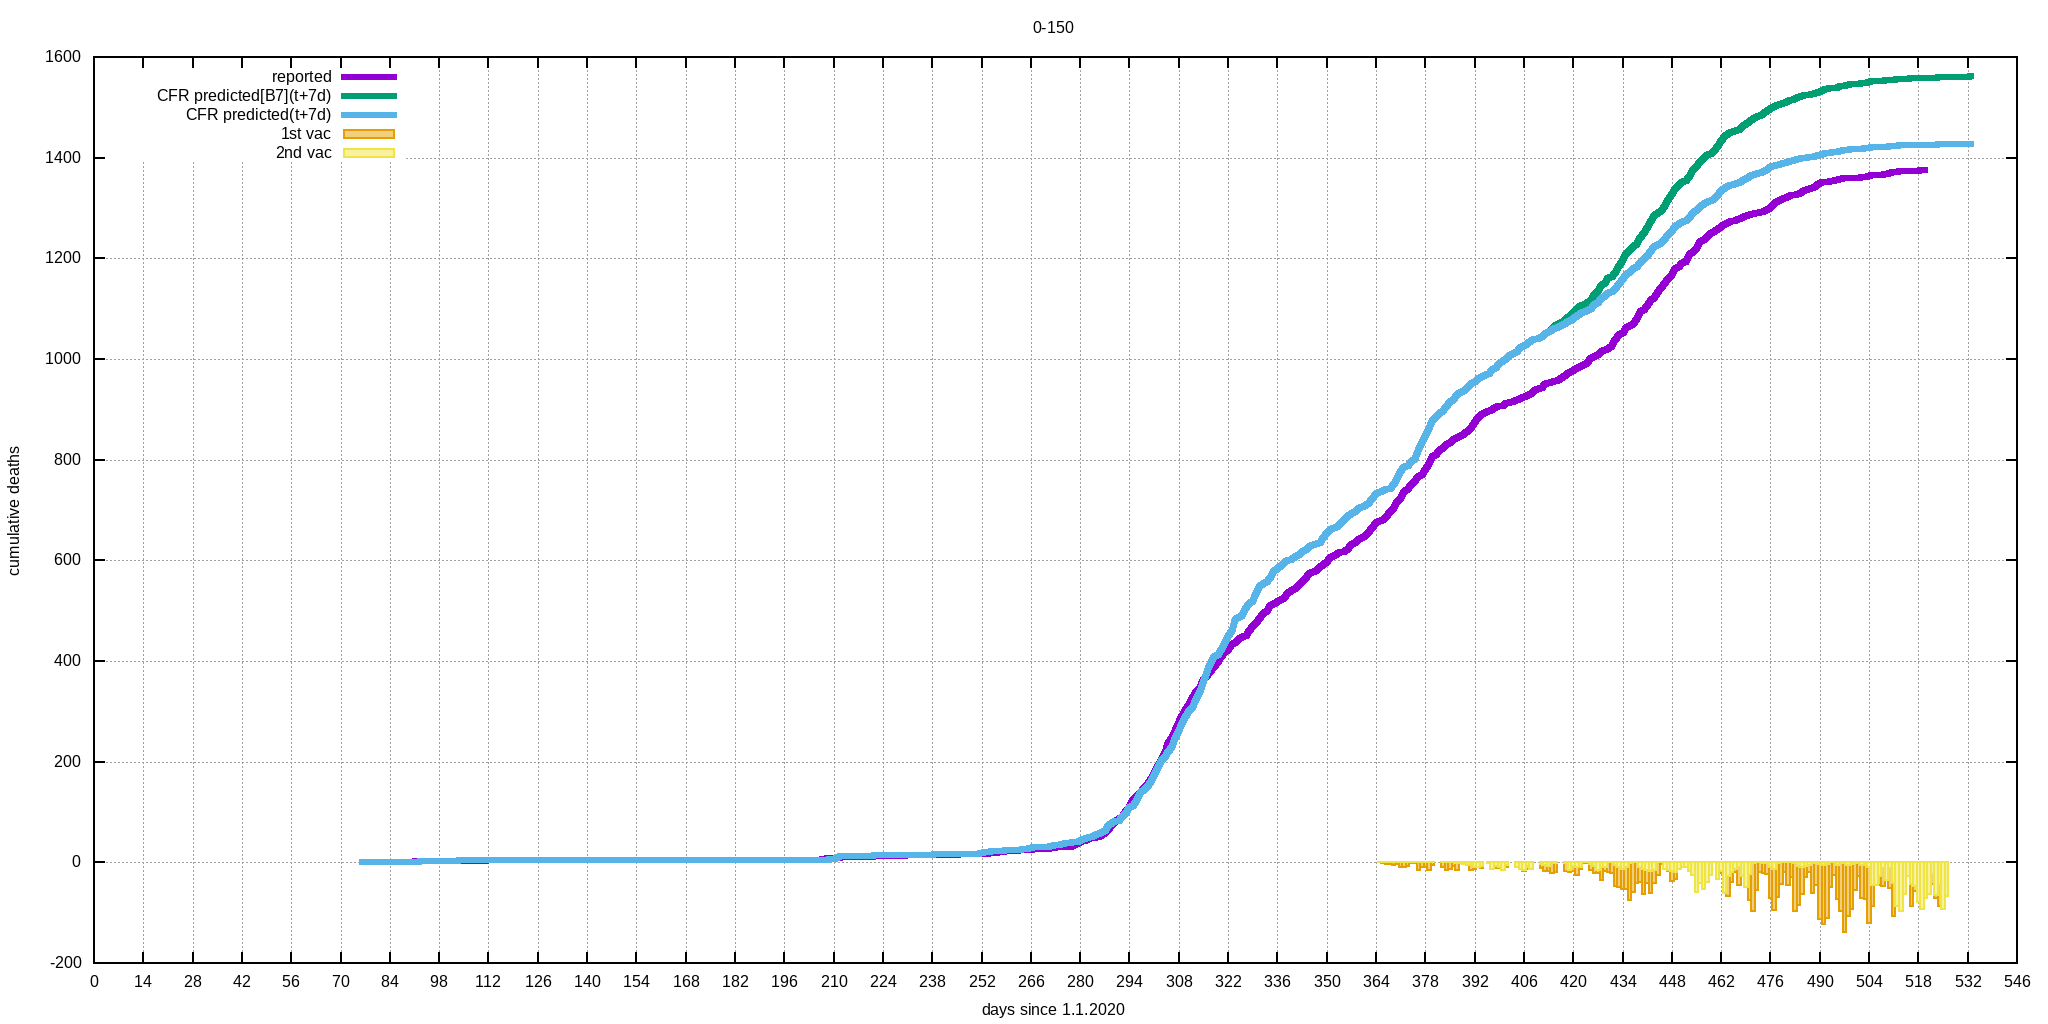 0-150
1600
1400
1200
1000
800
600
400
200
0
-200
cumulative deaths
reported
CFR predicted[B7](t+7d)
CFR predicted(t+7d)
1st vac
2nd vac
0 14 28 42 56 70 84 98 112 126 140 154 168 182 196 210 224 238 252 266 280 294 308 322 336 350 364 378 392 406 420 434 448 462 476 490 504 518 532 546
days since 1.1.2020